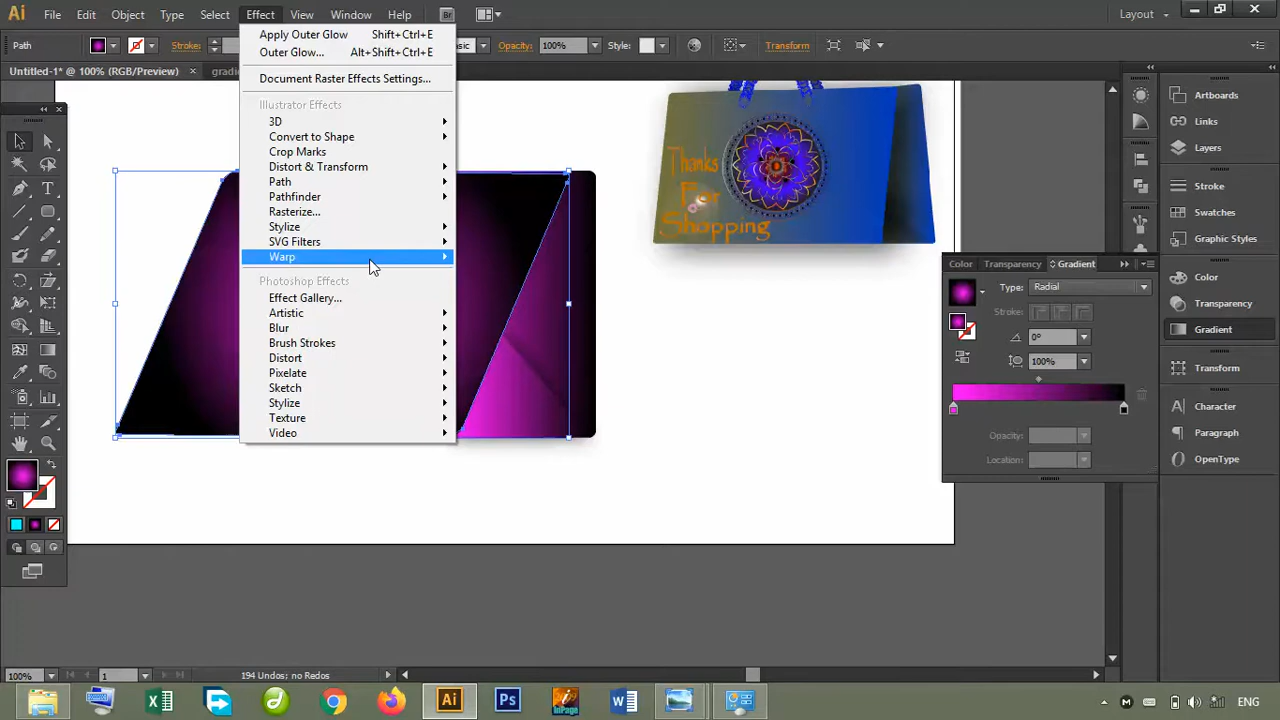 Ai File Edit Object Type Select Effect View Window Help Br Layout
Path Stroke: Opacity: 100% Style: Transform
Untitled-1* @ 100% (RGB/Preview) ×
Apply Outer Glow Shift+Ctrl+E
Outer Glow... Alt+Shift+Ctrl+E
Document Raster Effects Settings...
Illustrator Effects
3D
Convert to Shape
Crop Marks
Distort & Transform
Path
Pathfinder
Rasterize...
Stylize
SVG Filters
Warp
Photoshop Effects
Effect Gallery...
Artistic
Blur
Brush Strokes
Distort
Pixelate
Sketch
Stylize
Texture
Video
Thanks
For
Shopping
Color Transparency Gradient
Type: Radial
Stroke:
0°
100%
Opacity:
Location:
Artboards
Links
Layers
Stroke
Swatches
Graphic Styles
Color
Transparency
Gradient
Transform
Character
Paragraph
OpenType
100% 1 194 Undos; no Redos
Ai Ps InPage W M ENG